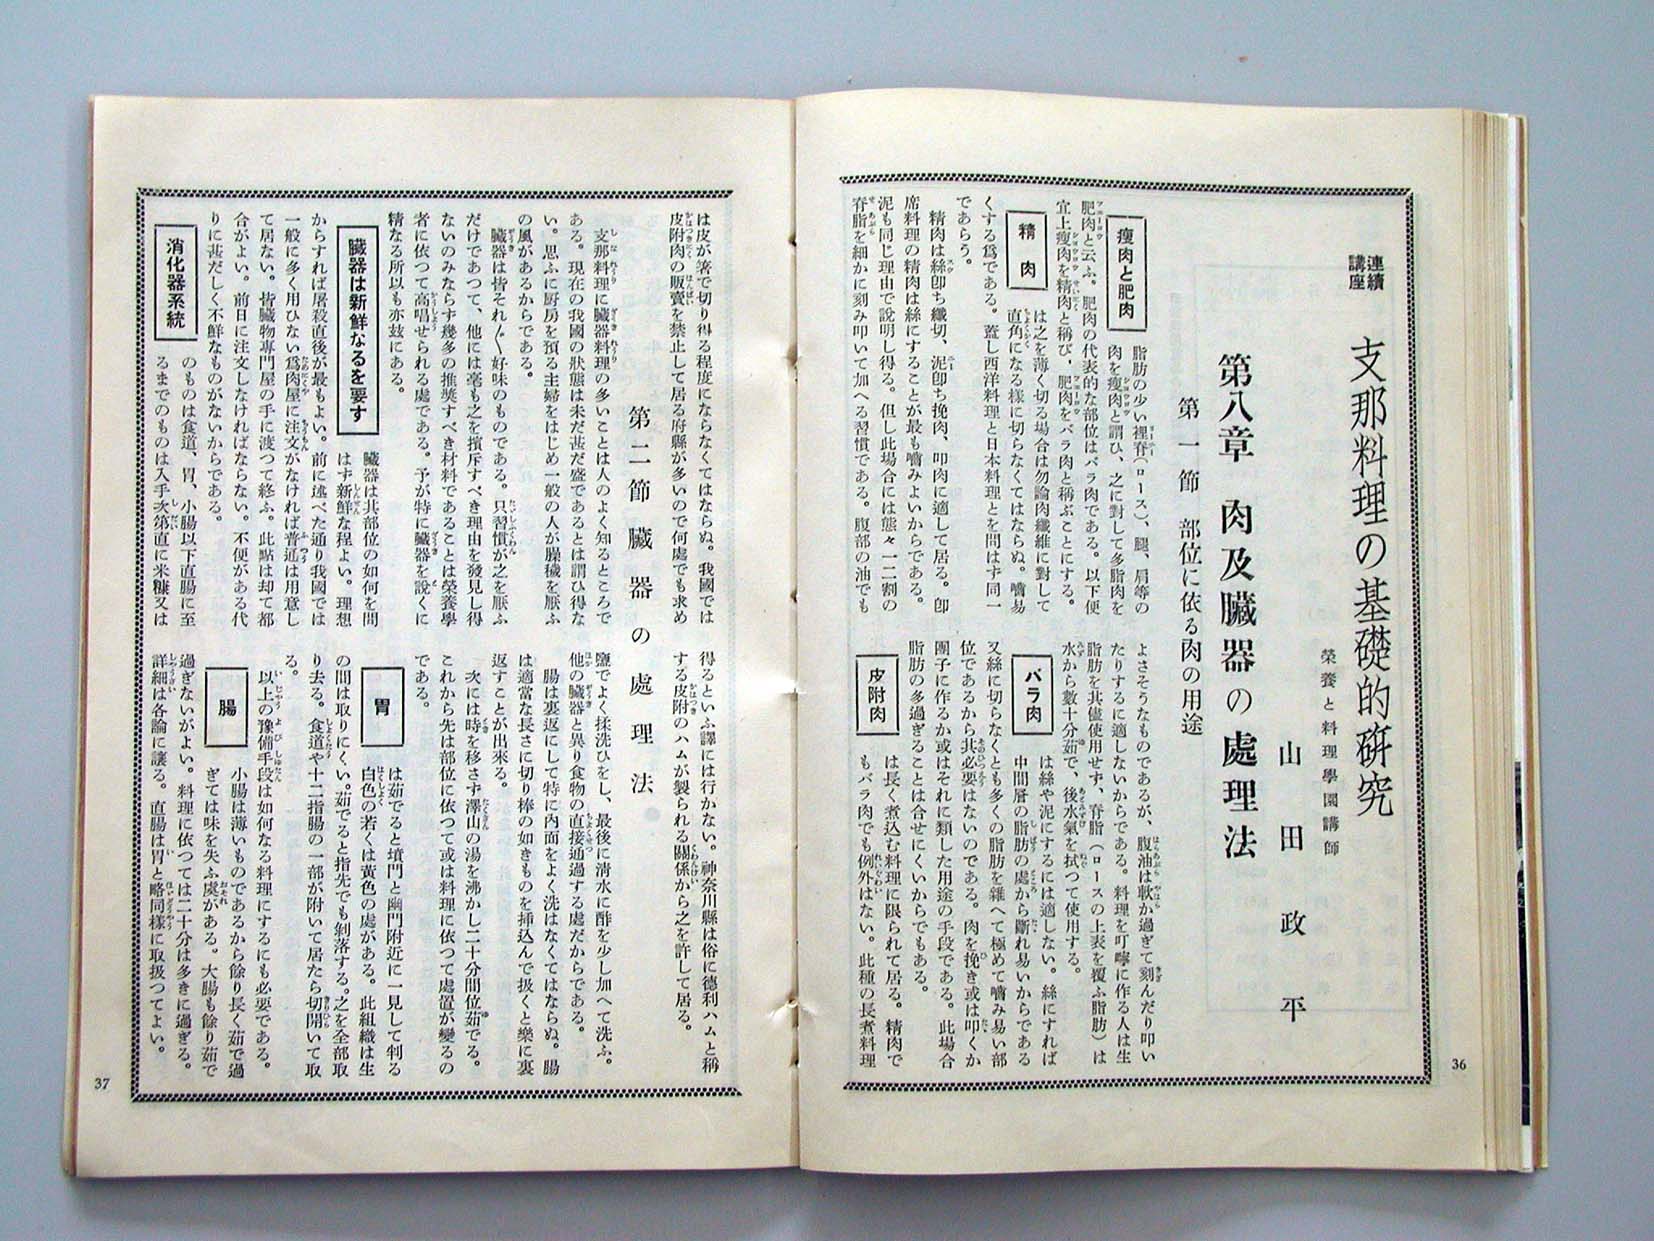 連續
講座
支那料理の基礎的研究
榮養と料理學園講師
山田政平
第八章 肉及臟器の處理法
第一節 部位に依る肉の用途
瘦肉と肥肉
脂肪の少い裡脊(ロース)、腿、肩等の
肉を瘦肉と謂ひ、之に對して多脂肉を
肥肉と云ふ。肥肉の代表的な部位はバラ肉である。以下便
宜上瘦肉を精肉と稱び、肥肉をバラ肉と稱ぶことにする。
精肉
は之を薄く切る場合は勿論肉纖維に對して
直角になる樣に切らなくてはならぬ。嚼易
くする爲である。蓋し西洋料理と日本料理とを問はず同一
であらう。
精肉は絲卽ち纖切、泥卽ち挽肉、叩肉に適して居る。卽
席料理の精肉は絲にすることが最も嚼みよいからである。
泥も同じ理由で説明し得る。但し此場合には態々一二割の
脊脂を細かに刻み叩いて加へる習慣である。腹部の油でも
よさそうなものであるが、腹油は軟か過ぎて刻んだり叩い
たりするに適しないからである。料理を叮嚀に作る人は生
脂肪を其儘使用せず、脊脂(ロースの上表を覆ふ脂肪)は
水から數十分茹で、後水氣を拭つて使用する。
バラ肉
は絲や泥にするには適しない。絲にすれば
中間層の脂肪の處から斷れ易いからである
又絲に切らなくとも多くの脂肪を雜へて極めて嚼み易い部
位であるから其必要はないのである。肉を挽き或は叩くか
團子に作るか或はそれに類した用途の手段である。此場合
脂肪の多過ぎることは合せにくいからでもある。
皮附肉
は長く煮込む料理に限られて居る。精肉で
もバラ肉でも例外はない。此種の長煮料理
36
は皮が箸で切り得る程度にならなくてはならぬ。我國では
皮附肉の販賣を禁止して居る府縣が多いので何處でも求め
得るといふ譯には行かない。神奈川縣は俗に德利ハムと稱
する皮附のハムが製られる關係から之を許して居る。
第二節 臟器の處理法
支那料理に臟器料理の多いことは人のよく知るところで
ある。現在の我國の狀態は未だ甚だ盛であるとは謂ひ得な
い。思ふに厨房を預る主婦をはじめ一般の人が臊穢を厭ふ
の風があるからである。
臟器は皆それ〴〵好味のものである。只習慣が之を厭ふ
だけであつて、他には毫も之を擯斥すべき理由を發見し得
ないのみならず幾多の推獎すべき材料であることは榮養學
者に依つて高唱せられる處である。予が特に臟器を說くに
精なる所以も亦玆にある。
臟器は新鮮なるを要す
臟器は其部位の如何を問
はず新鮮な程よい。理想
からすれば屠殺直後が最もよい。前に述べた通り我國では
一般に多く用ひない爲肉屋に注文がなければ普通は用意し
て居ない。皆臟物專門屋の手に渡つて終ふ。此點は却て都
合がよい。前日に注文しなければならない。不便がある代
りに甚だしく不鮮なものがないからである。
消化器系統
のものは食道、胃、小腸以下直腸に至
るまでのものは入手次第直に米糠又は
鹽でよく揉洗ひをし、最後に清水に酢を少し加へて洗ふ。
他の臟器と異り食物の直接通過する處だからである。
腸は裏返にして特に內面をよく洗はなくてはならぬ。腸
は適當な長さに切り棒の如きものを挿込んで扱くと樂に裏
返すことが出來る。
次には時を移さず澤山の湯を沸かし二十分間位茹でる。
これから先は部位に依つて或は料理に依つて處置が變るの
である。
胃
は茹でると墳門と幽門附近に一見して判る
白色の若くは黃色の處がある。此組織は生
の間は取りにくい。茹でると指先でも剝落する。之を全部取
り去る。食道や十二指腸の一部が附いて居たら切開いて取
る。
以上の豫備手段は如何なる料理にするにも必要である。
腸
小腸は薄いものであるから餘り長く茹で過
ぎては味を失ふ虞がある。大腸も餘り茹で
過ぎないがよい。料理に依つては二十分は多きに過ぎる。
詳細は各論に讓る。直腸は胃と略同樣に取扱つてよい。
37